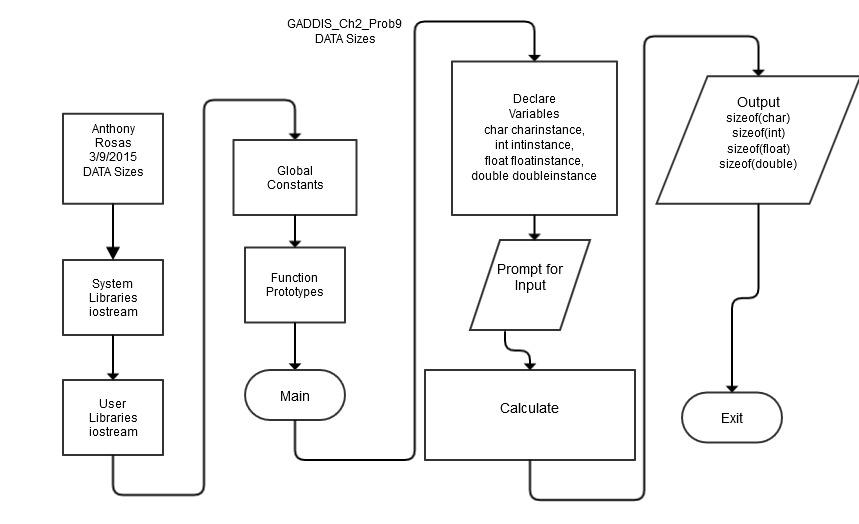 GADDIS_Ch2_Prob9
DATA Sizes
Anthony
Rosas
3/9/2015
DATA Sizes
System
Libraries
iostream
User
Libraries
iostream
Global
Constants
Function
Prototypes
Main
Declare
Variables
char charinstance,
int intinstance,
float floatinstance,
double doubleinstance
Prompt for
Input
Calculate
Output
sizeof(char)
sizeof(int)
sizeof(float)
sizeof(double)
Exit